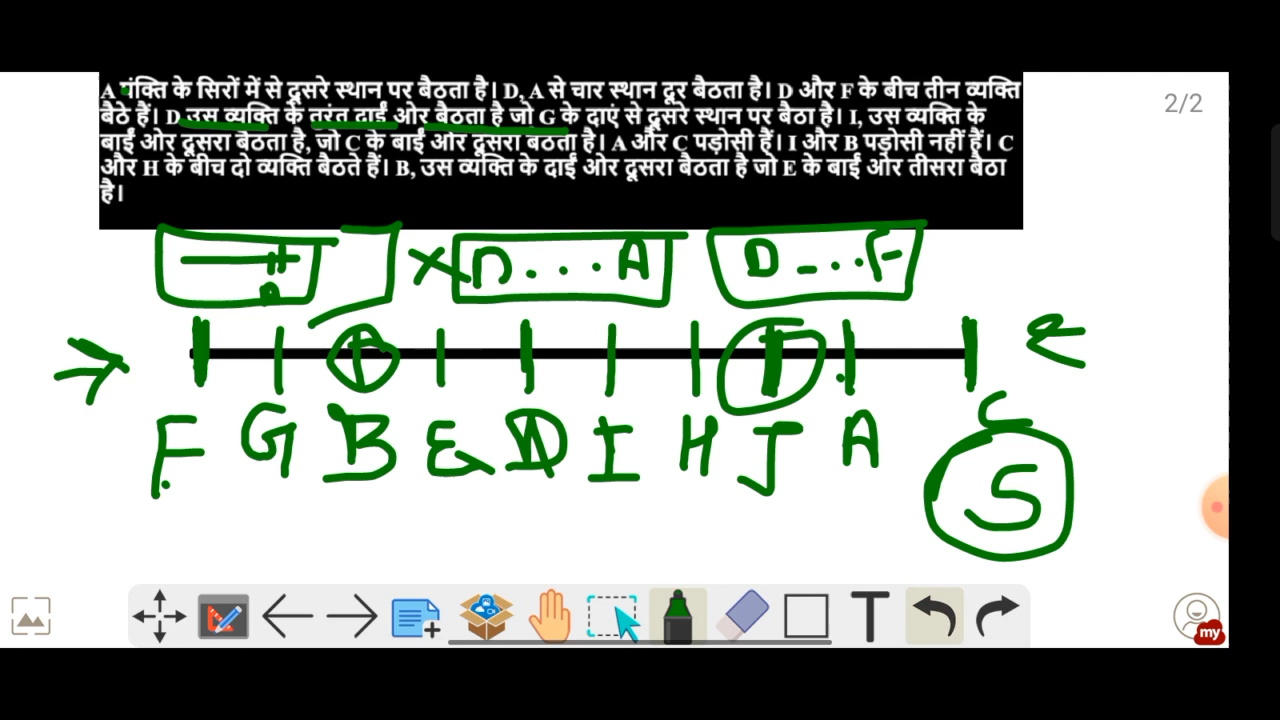 A पंक्ति के सिरों में से दूसरे स्थान पर बैठता है। D, A से चार स्थान दूर बैठता है। D और F के बीच तीन व्यक्ति
2/2
बैठे हैं। D उस व्यक्ति के तुरंत दाईं ओर बैठता है जो G के दाएं से दूसरे स्थान पर बैठा है। I, उस व्यक्ति के
बाईं ओर दूसरा बैठता है, जो C के बाईं ओर दूसरा बैठता है। A और C पड़ोसी हैं। I और B पड़ोसी नहीं हैं। C
और H के बीच दो व्यक्ति बैठते हैं। B, उस व्यक्ति के दाईं ओर दूसरा बैठता है जो E के बाईं ओर तीसरा बैठा
है।
D...A D...F
F G B E D I H J A C
S
T
my